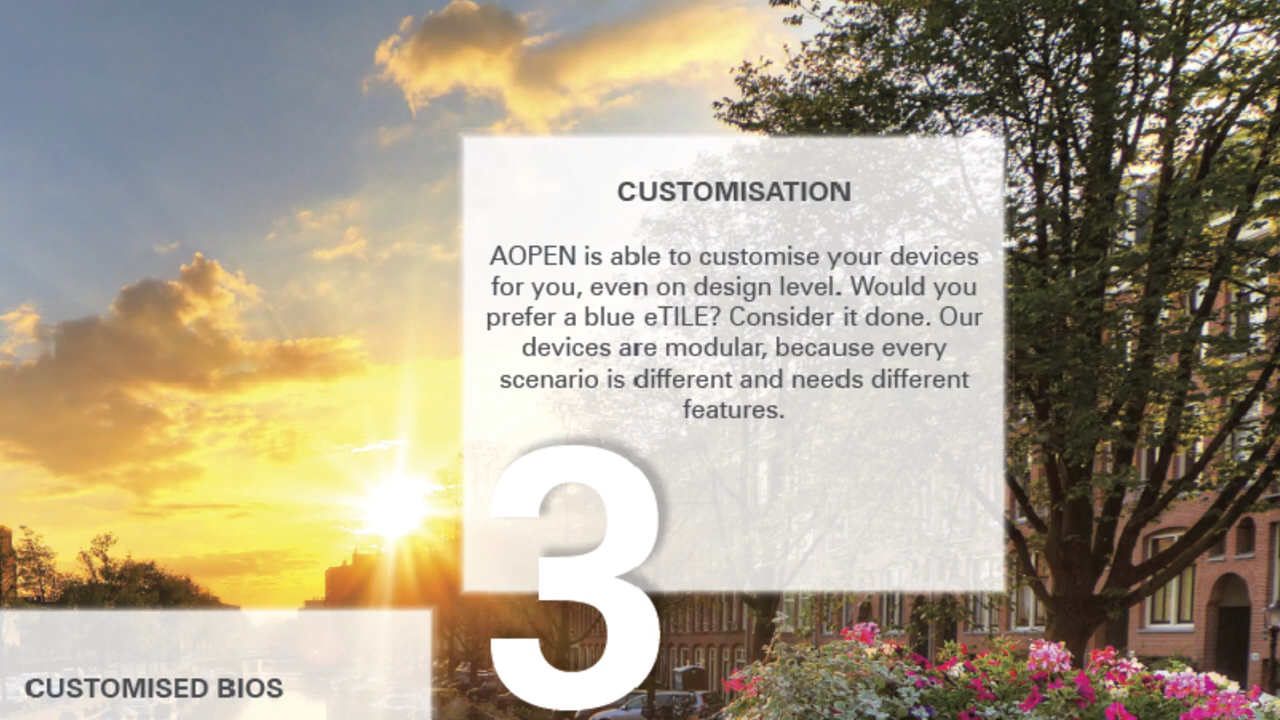 CUSTOMISATION
AOPEN is able to customise your devices
for you, even on design level. Would you
prefer a blue eTILE? Consider it done. Our
devices are modular, because every
scenario is different and needs different
features.
3
CUSTOMISED BIOS